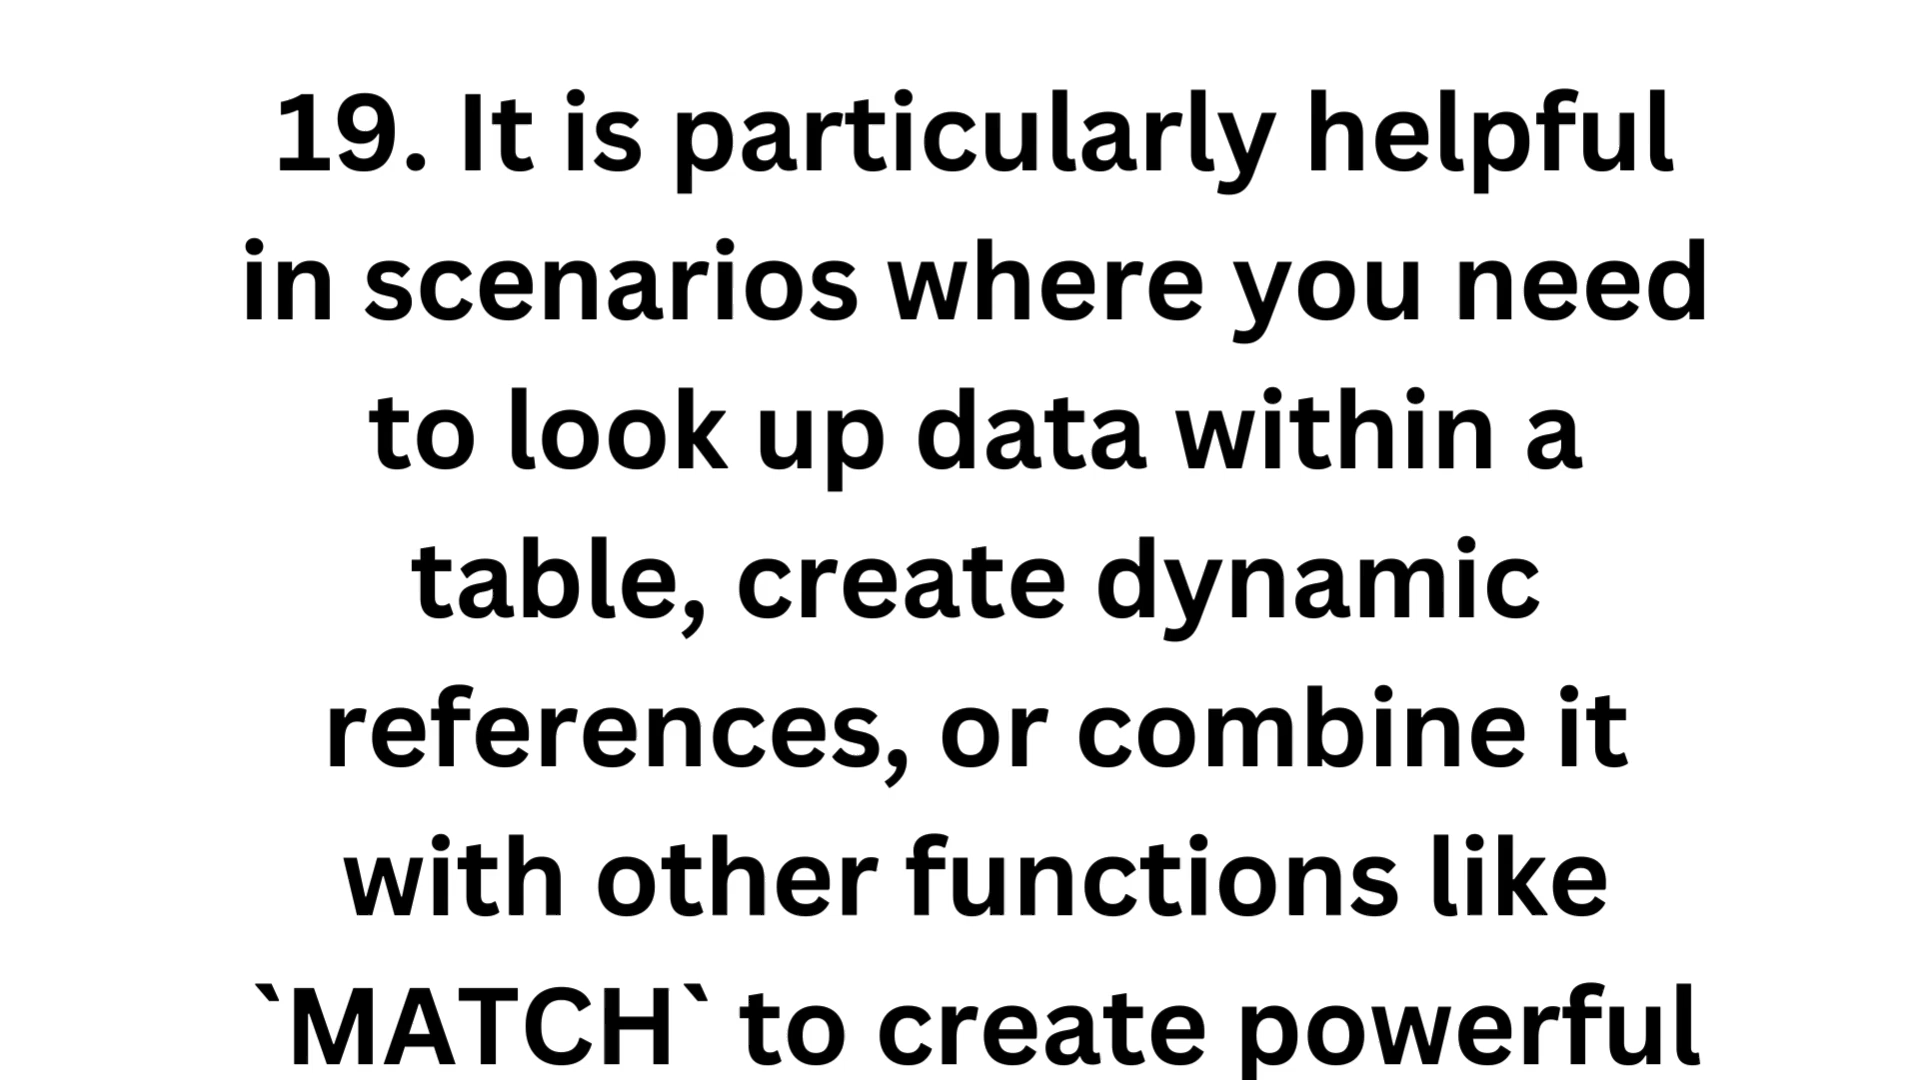 19. It is particularly helpful
in scenarios where you need
to look up data within a
table, create dynamic
references, or combine it
with other functions like
`MATCH` to create powerful